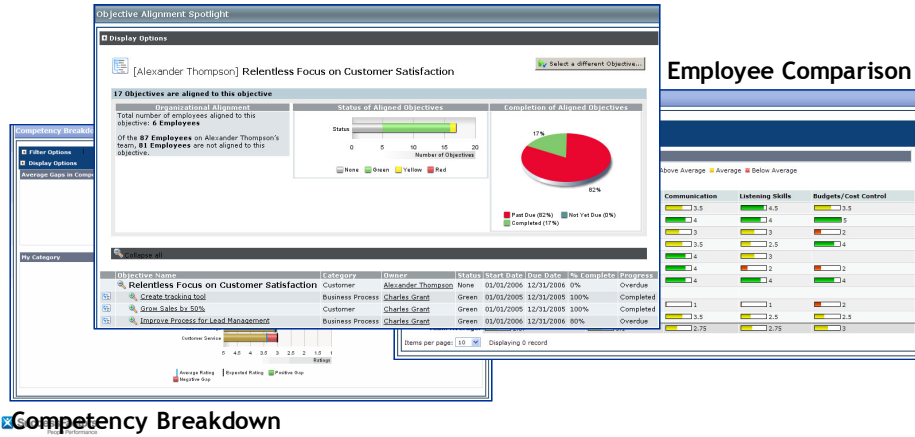 Objective Alignment Spotlight
Display Options
[Alexander Thompson] Relentless Focus on Customer Satisfaction
Select a different Objective...
17 Objectives are aligned to this objective
Organizational Alignment
Total number of employees aligned to this
objective: 6 Employees
Of the 87 Employees on Alexander Thompson's
team, 81 Employees are not aligned to this
objective.
Status of Aligned Objectives
Status
0 5 10 15 20
Number of Objectives
None Green Yellow Red
Completion of Aligned Objectives
17%
82%
Past Due (82%) Not Yet Due (0%)
Completed (17%)
Collapse all
Objective Name Category Owner Status Start Date Due Date % Complete Progress
Relentless Focus on Customer Satisfaction Customer Alexander Thompson None 01/01/2006 12/31/2006 0% Overdue
Create tracking tool Business Process Charles Grant Green 01/01/2005 12/31/2005 100% Completed
Grow Sales by 50% Customer Charles Grant Green 01/01/2005 12/31/2005 100% Completed
Improve Process for Lead Management Business Process Charles Grant Green 01/01/2006 12/31/2006 80% Overdue
Employee Comparison
Above Average Average Below Average
Communication Listening Skills Budgets/Cost Control
3.5 4.5 3.5
4 4 5
3 3 2
3.5 2.5 4
4 3
4 2 2
4 4 4
1 1 2
3.5 2.5 2.5
2.75 2.75 3
Items per page: 10 Displaying 0 record
Competency Breakdo
Filter Options
Display Options
Average Gaps in Compe
My Category
Customer Service
5 4.5 4 3.5 3 2.5 2 1.5 1
Ratings
Average Rating Expected Rating Positive Gap
Negative Gap
Competency Breakdown
People Performance